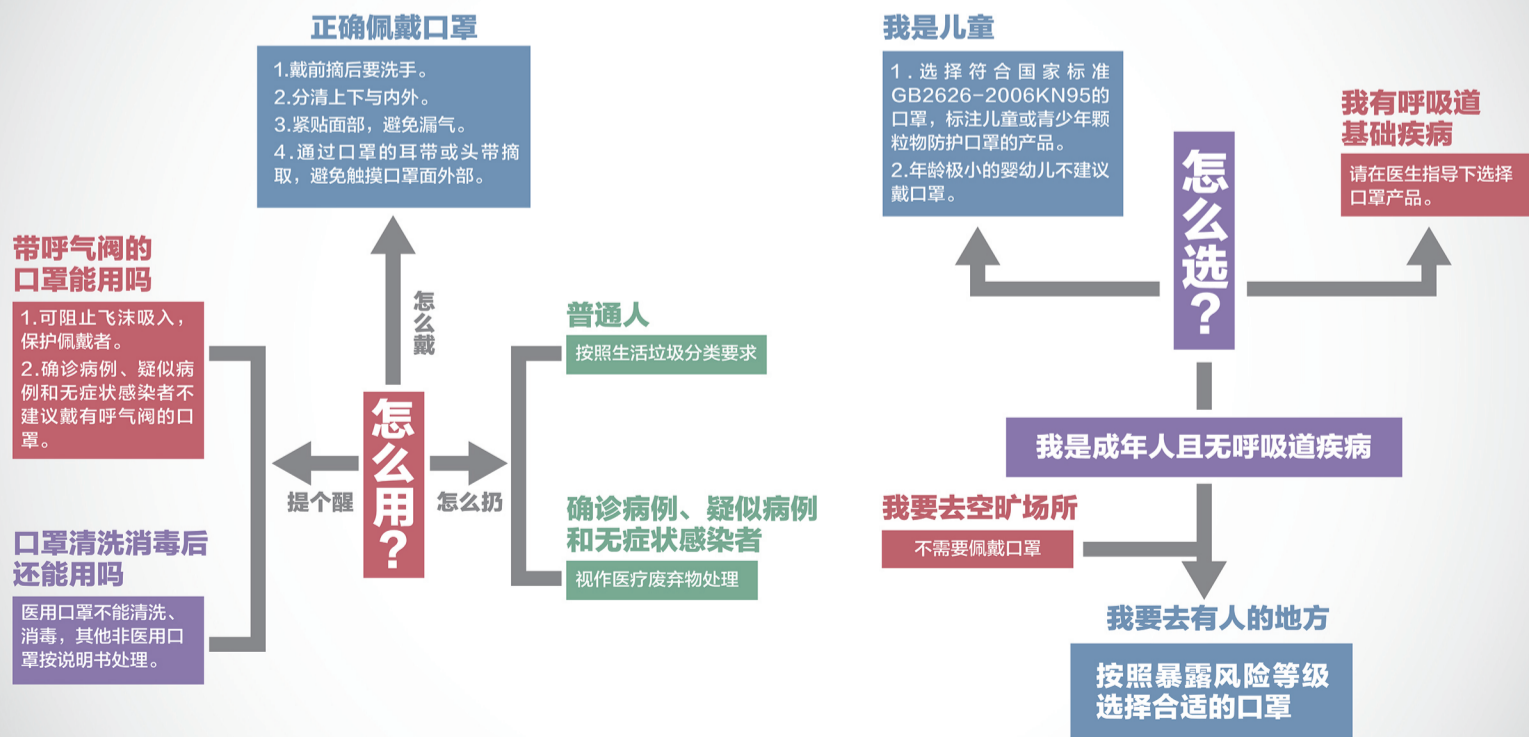 正确佩戴口罩
1.戴前摘后要洗手。
2.分清上下与内外。
3.紧贴面部，避免漏气。
4.通过口罩的耳带或头带摘
取，避免触摸口罩面外部。
带呼气阀的
口罩能用吗
1.可阻止飞沫吸入，
保护佩戴者。
2.确诊病例、疑似病
例和无症状感染者不
建议戴有呼气阀的口
罩。
口罩清洗消毒后
还能用吗
医用口罩不能清洗、
消毒，其他非医用口
罩按说明书处理。
怎么戴
怎么用？
提个醒
怎么扔
普通人
按照生活垃圾分类要求
确诊病例、疑似病例
和无症状感染者
视作医疗废弃物处理
我是儿童
1.选择符合国家标准
GB2626-2006KN95的
口罩，标注儿童或青少年颗
粒物防护口罩的产品。
2.年龄极小的婴幼儿不建议
戴口罩。
怎么选？
我有呼吸道
基础疾病
请在医生指导下选择
口罩产品。
我是成年人且无呼吸道疾病
我要去空旷场所
不需要佩戴口罩
我要去有人的地方
按照暴露风险等级
选择合适的口罩